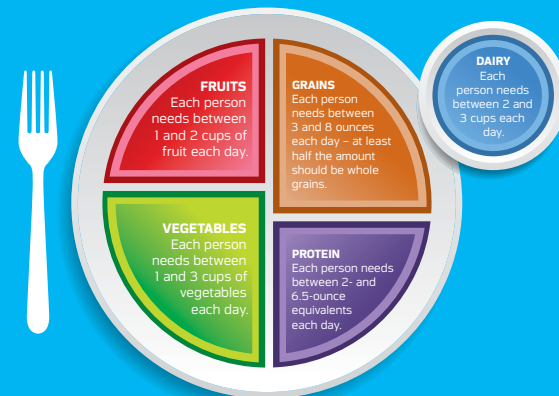 FRUITS
Each person
needs between
1 and 2 cups of
fruit each day.
GRAINS
Each person
needs between
3 and 8 ounces
each day – at least
half the amount
should be whole
grains.
DAIRY
Each
person needs
between 2 and
3 cups each
day.
VEGETABLES
Each person
needs between
1 and 3 cups of
vegetables
each day.
PROTEIN
Each person needs
between 2- and
6.5-ounce
equivalents
each day.